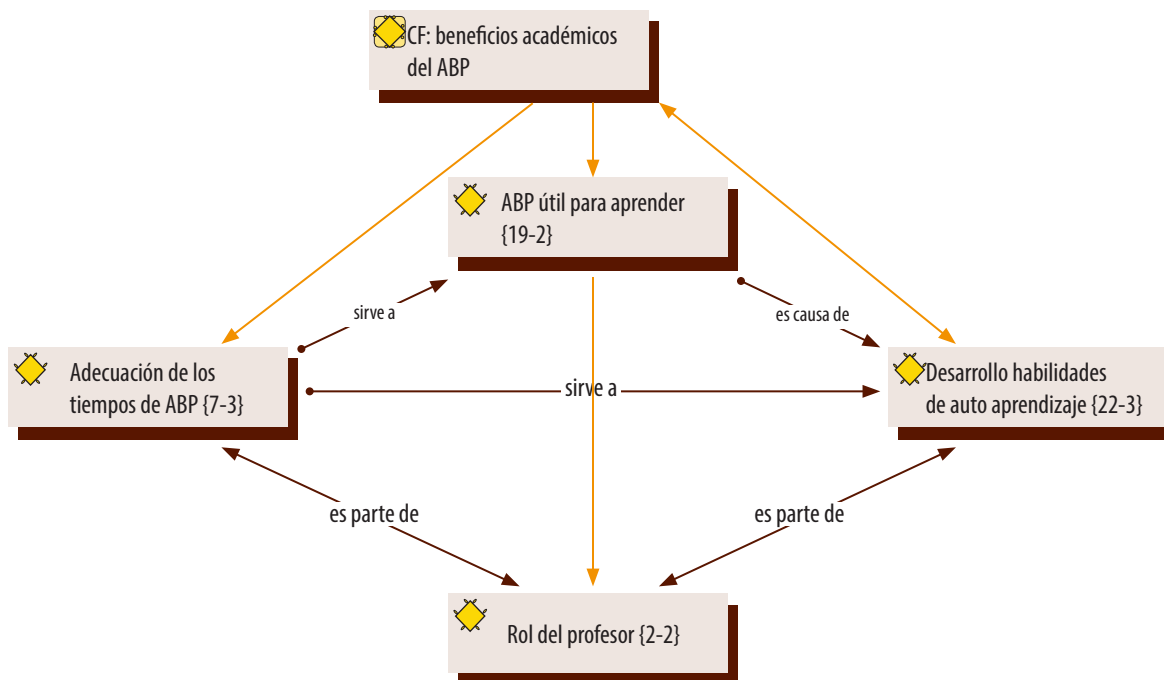 CF: beneficios académicos
del ABP
ABP útil para aprender
{19-2}
sirve a
es causa de
Adecuación de los
tiempos de ABP {7-3}
sirve a
Desarrollo habilidades
de auto aprendizaje {22-3}
es parte de
es parte de
Rol del profesor {2-2}